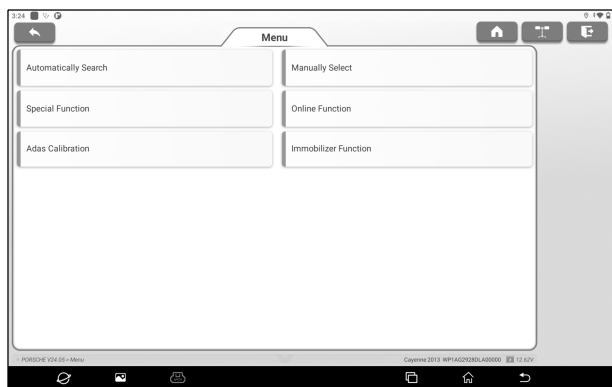 3:24
Menu
Automatically Search
Manually Select
Special Function
Online Function
Adas Calibration
Immobilizer Function
PORSCHE V24.05 > Menu
Cayenne 2013 WP1AG2928DLA00000 12.62V